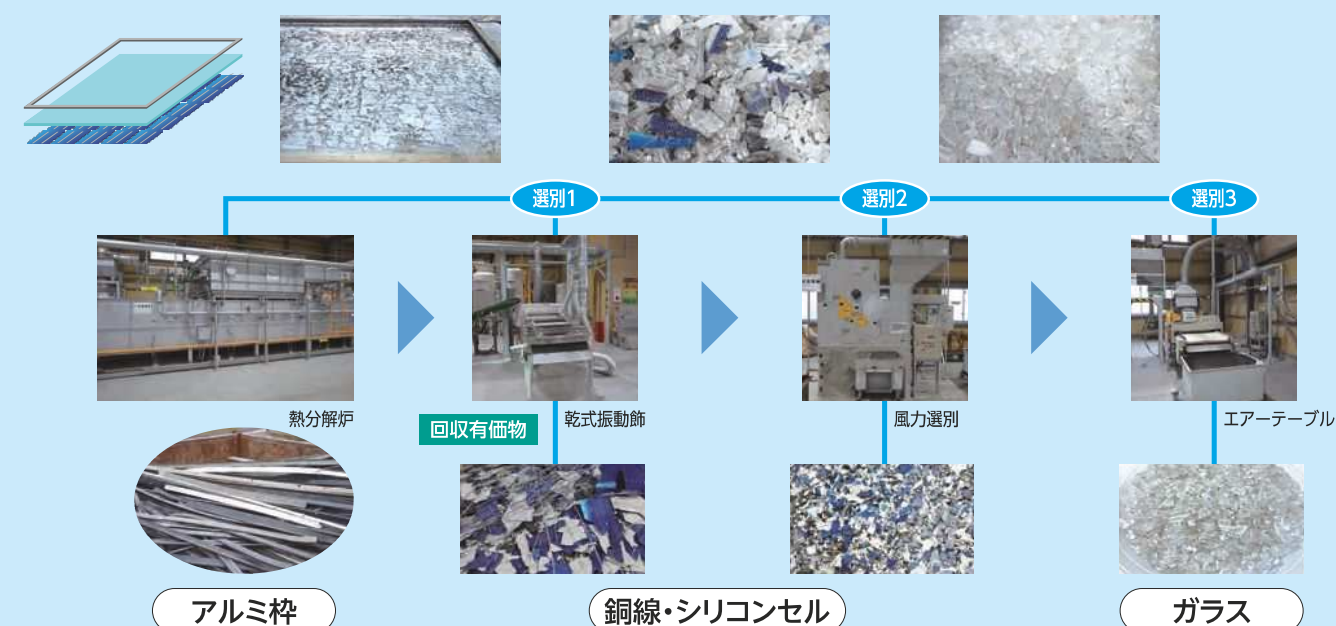 選別1
選別2
選別3
熱分解炉
回収有価物
乾式振動飾
風力選別
エアーテーブル
アルミ枠
銅線・シリコンセル
ガラス